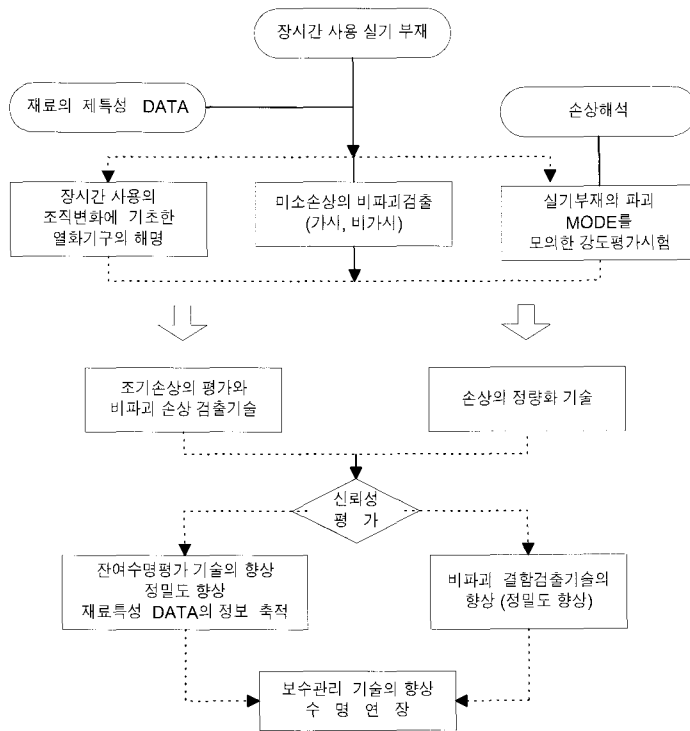 장시간 사용 실기 부재
재료의 제특성 DATA
손상해석
장시간 사용의
조직변화에 기초한
열화기구의 해명
미소손상의 비파괴검출
(가시, 비가시)
실기부재와 파괴
MODE를
모의한 강도평가시험
조기손상의 평가와
비파괴 손상 검출기술
손상의 정량화 기술
신뢰성
평 가
잔여수명평가 기술의 향상
정밀도 향상
재료특성 DATA의 정보 축적
비파괴 결함검출기술의
향상 (정밀도 향상)
보수관리 기술의 향상
수 명 연 장